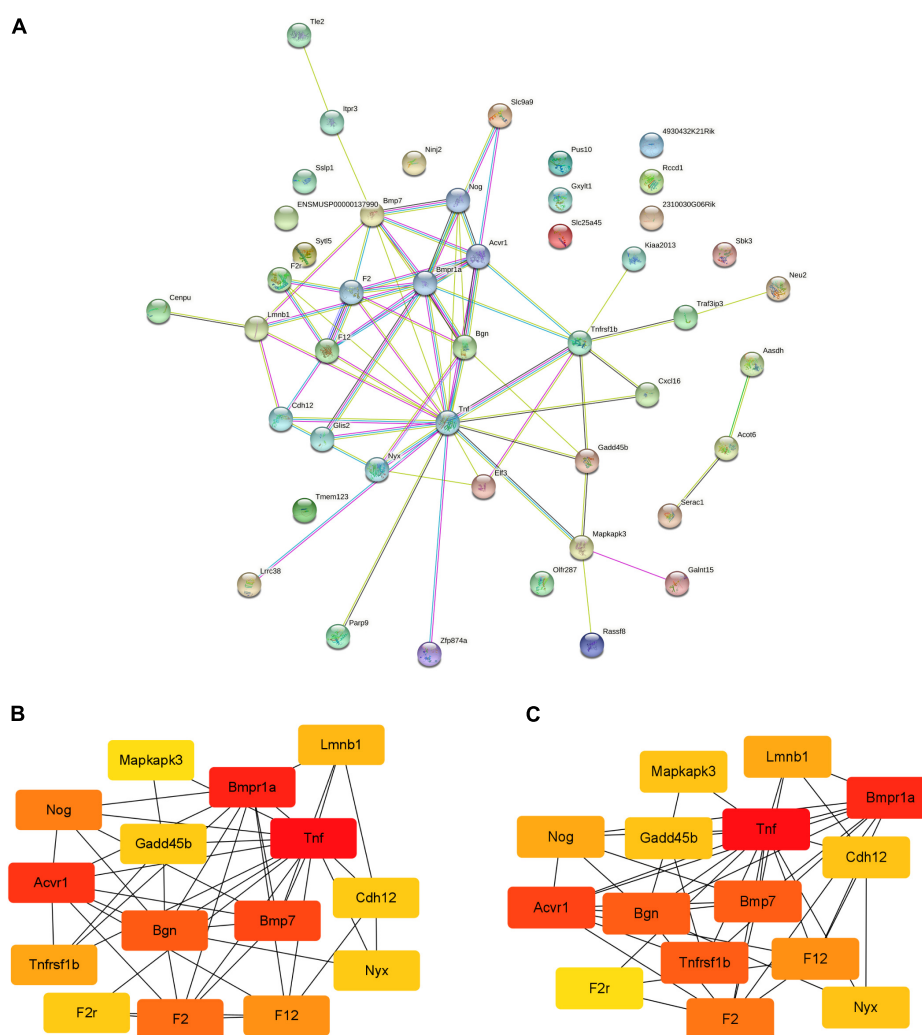 A
Tle2
Itpr3
Slc9a9
Ninj2
Pus10
4930432K21Rik
Sslp1
Nog
Gxylt1
Rccd1
ENSMUSP00000137990
Bmp7
Slc25a45
2310030G06Rik
Sytl5
Acvr1
Kiaa2013
Sbk3
F2r
F2
Bmpr1a
Neu2
Cenpu
Lmnb1
Traf3ip3
F12
Bgn
Tnfrsf1b
Aasdh
Cxcl16
Cdh12
Glis2
Tnf
Acot6
Nyx
Gadd45b
Elf3
Serac1
Tmem123
Mapkapk3
Lrrc38
Olfr287
Galnt15
Parp9
Zfp874a
Rassf8
B
Lmnb1
Mapkapk3
Bmpr1a
Nog
Gadd45b
Tnf
Acvr1
Cdh12
Bgn
Bmp7
Tnfrsf1b
Nyx
F2r
F2
F12
C
Lmnb1
Mapkapk3
Bmpr1a
Nog
Gadd45b
Tnf
Cdh12
Acvr1
Bgn
Bmp7
Tnfrsf1b
F12
F2r
F2
Nyx